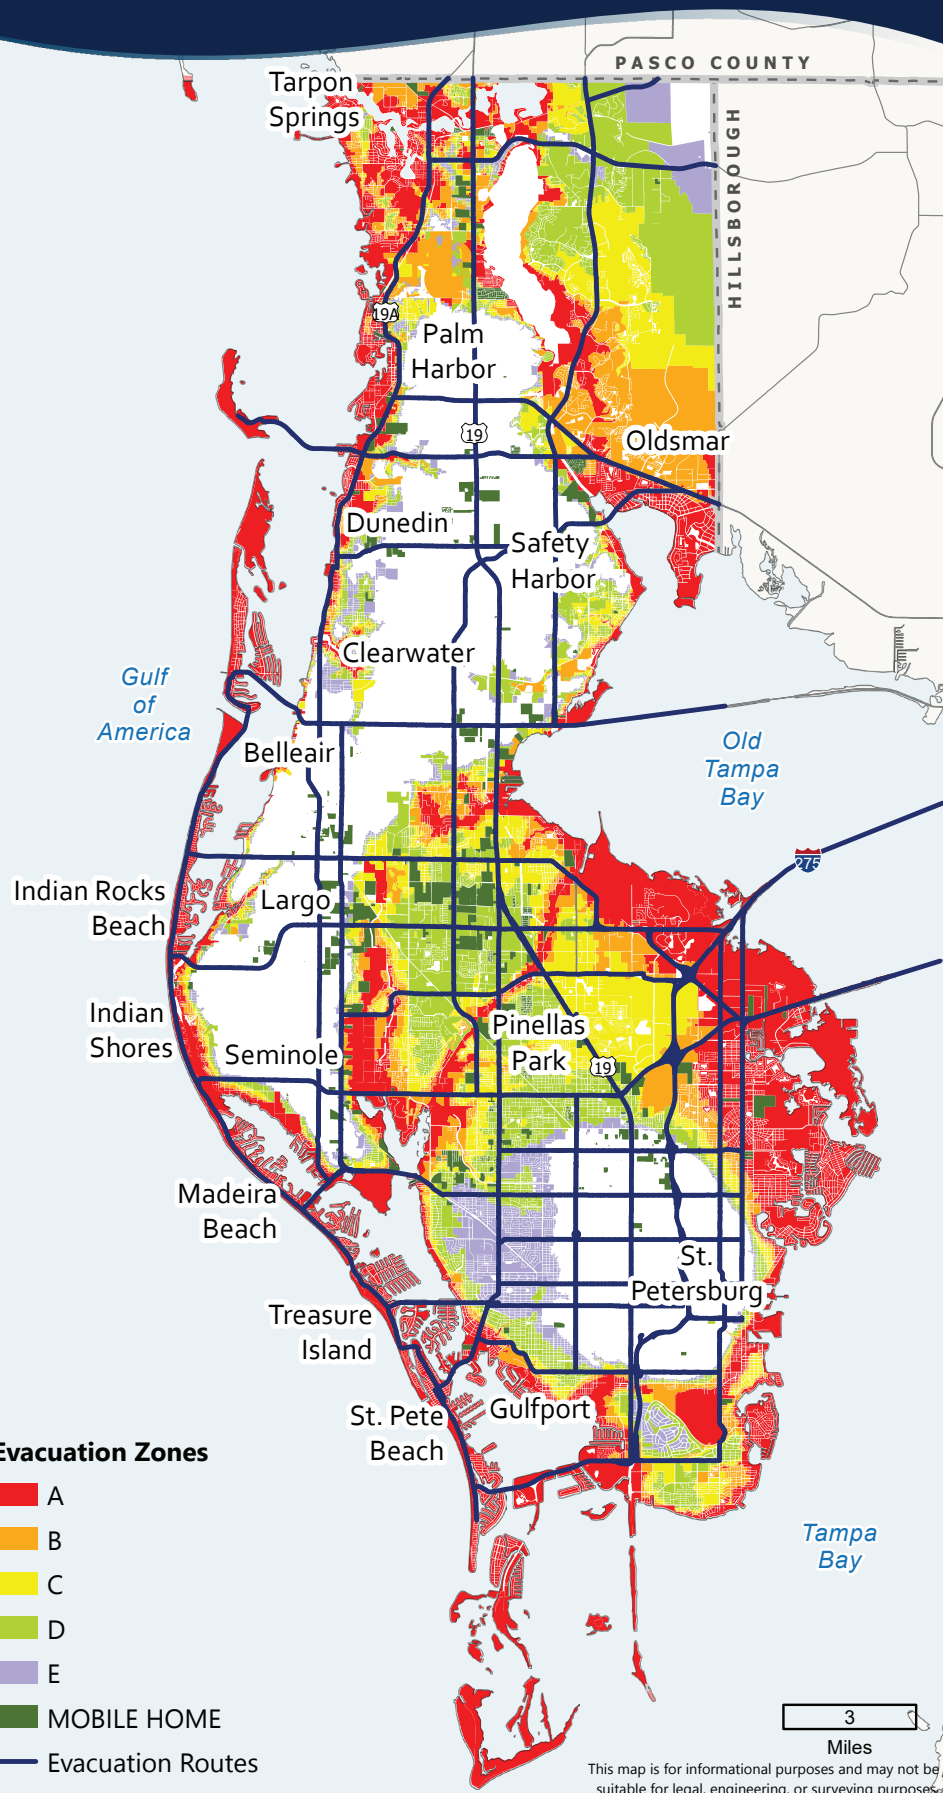 PASCO COUNTY
HILLSBOROUGH
Tarpon
Springs
19A
Palm
Harbor
19
Oldsmar
Dunedin
Safety
Harbor
Clearwater
Gulf
of
America
Belleair
Old
Tampa
Bay
275
Indian Rocks
Beach
Largo
Indian
Shores
Pinellas
Park
Seminole
19
Madeira
Beach
St.
Petersburg
Treasure
Island
St. Pete
Beach
Gulfport
Evacuation Zones
A
B
C
D
E
MOBILE HOME
Evacuation Routes
Tampa
Bay
3
Miles
This map is for informational purposes and may not be
suitable for legal, engineering, or surveying purposes.